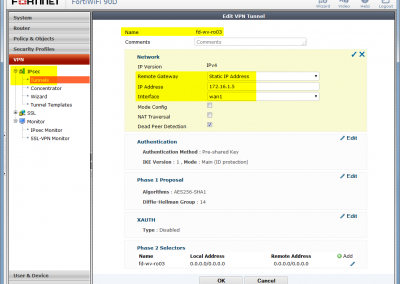 FORTINET FortiWiFi 90D
Wizard Video Help Logout
System
Router
Policy & Objects
Security Profiles
VPN
IPsec
Tunnels
Concentrator
Wizard
Tunnel Templates
SSL
Monitor
IPsec Monitor
SSL-VPN Monitor
User & Device
Edit VPN Tunnel
Name fd-wv-ro03
Comments Comments
Network
IP Version IPv4
Remote Gateway Static IP Address
IP Address 172.16.1.5
Interface wan1
Mode Config
NAT Traversal
Dead Peer Detection
Authentication Edit
Authentication Method : Pre-shared Key
IKE Version : 1 , Mode : Main (ID protection)
Phase 1 Proposal Edit
Algorithms : AES256-SHA1
Diffie-Hellman Group : 14
XAUTH Edit
Type : Disabled
Phase 2 Selectors
Name Local Address Remote Address Add
fd-wv-ro03 0.0.0.0/0.0.0.0 0.0.0.0/0.0.0.0
OK Cancel